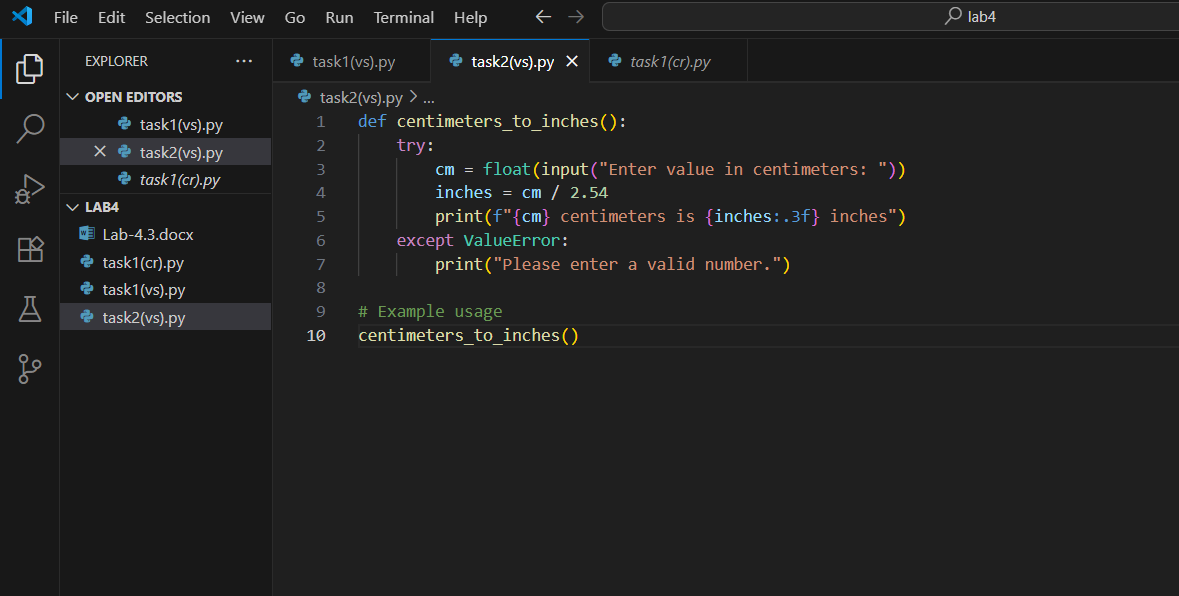 File Edit Selection View Go Run Terminal Help lab4
EXPLORER
OPEN EDITORS
task1(vs).py
task2(vs).py
task1(cr).py
LAB4
Lab-4.3.docx
task1(cr).py
task1(vs).py
task2(vs).py
task1(vs).py task2(vs).py task1(cr).py
task2(vs).py > ...
1 def centimeters_to_inches():
2     try:
3         cm = float(input("Enter value in centimeters: "))
4         inches = cm / 2.54
5         print(f"{cm} centimeters is {inches:.3f} inches")
6     except ValueError:
7         print("Please enter a valid number.")
8
9 # Example usage
10 centimeters_to_inches()